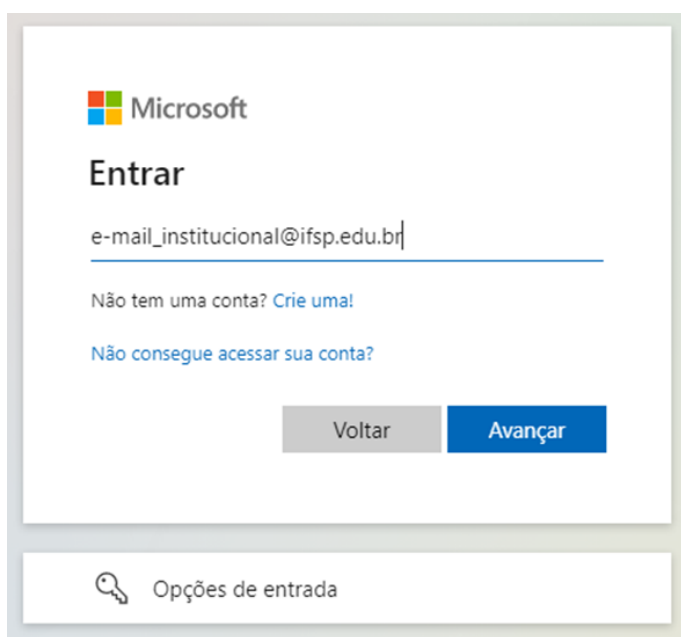 Microsoft
Entrar
e-mail_institucional@ifsp.edu.br
Não tem uma conta? Crie uma!
Não consegue acessar sua conta?
Voltar Avançar
Opções de entrada